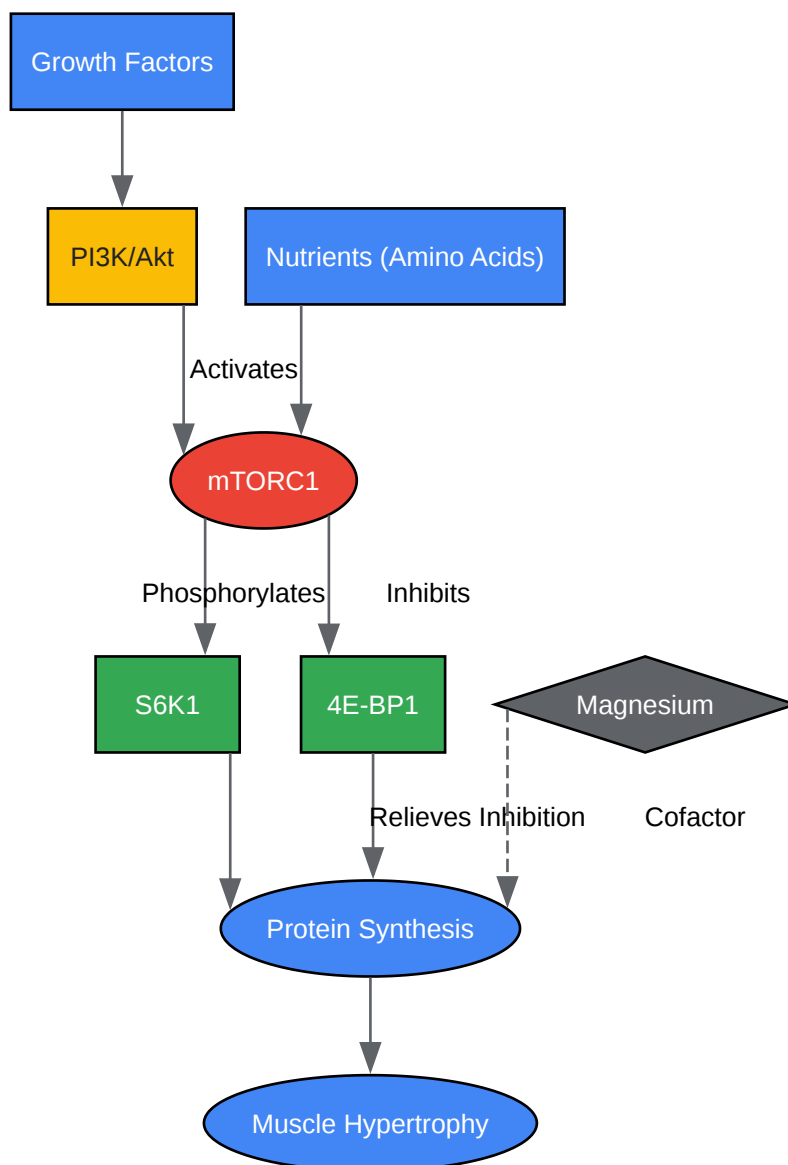 Growth Factors
PI3K/Akt
Nutrients (Amino Acids)
Activates
mTORC1
Phosphorylates
Inhibits
S6K1
4E-BP1
Magnesium
Relieves Inhibition
Cofactor
Protein Synthesis
Muscle Hypertrophy